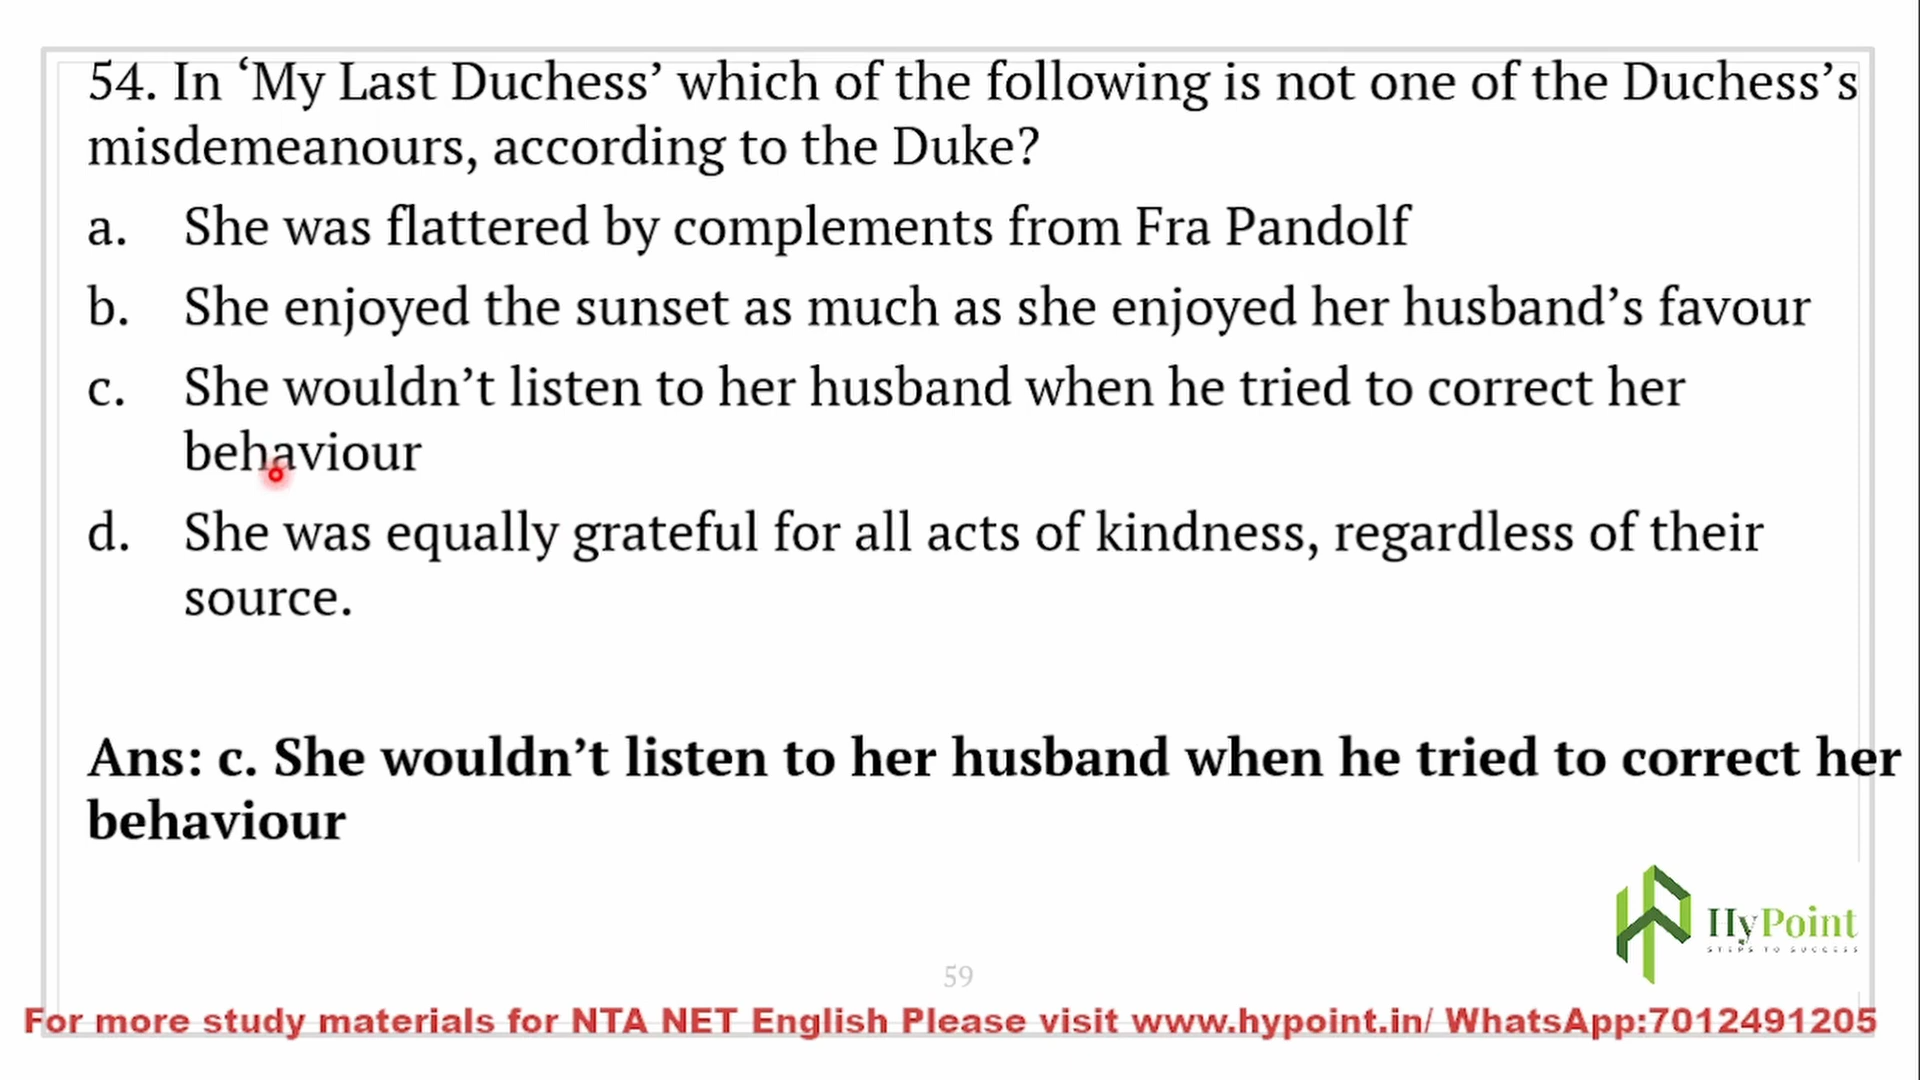 54. In ‘My Last Duchess’ which of the following is not one of the Duchess’s
misdemeanours, according to the Duke?
a. She was flattered by complements from Fra Pandolf
b. She enjoyed the sunset as much as she enjoyed her husband’s favour
c. She wouldn’t listen to her husband when he tried to correct her
behaviour
d. She was equally grateful for all acts of kindness, regardless of their
source.
Ans: c. She wouldn’t listen to her husband when he tried to correct her
behaviour
HyPoint
STEPS TO SUCCESS
59
For more study materials for NTA NET English Please visit www.hypoint.in/ WhatsApp:7012491205